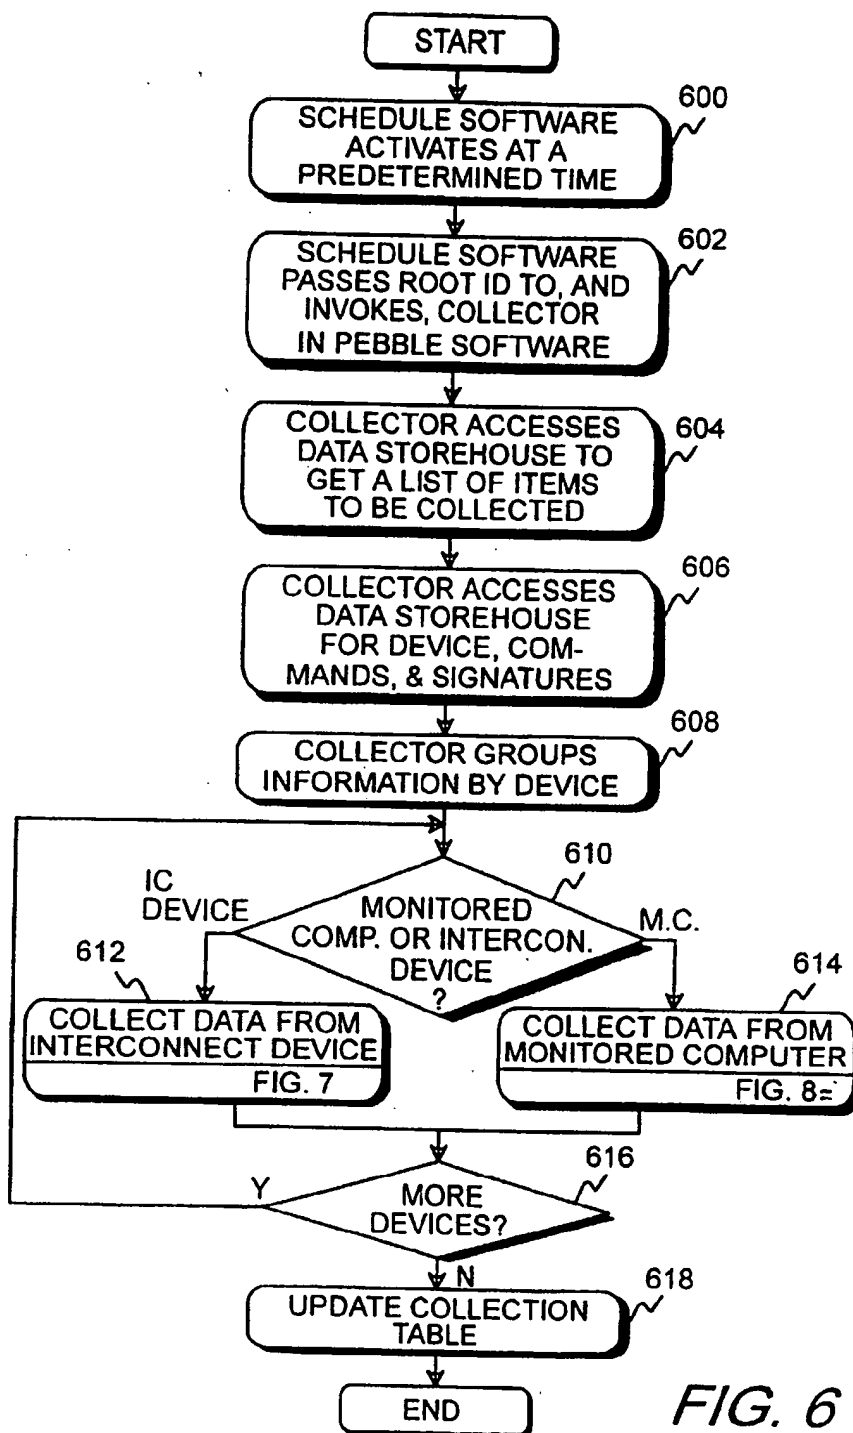 START
600
SCHEDULE SOFTWARE
ACTIVATES AT A
PREDETERMINED TIME
602
SCHEDULE SOFTWARE
PASSES ROOT ID TO, AND
INVOKES, COLLECTOR
IN PEBBLE SOFTWARE
604
COLLECTOR ACCESSES
DATA STOREHOUSE TO
GET A LIST OF ITEMS
TO BE COLLECTED
606
COLLECTOR ACCESSES
DATA STOREHOUSE
FOR DEVICE, COM-
MANDS, & SIGNATURES
608
COLLECTOR GROUPS
INFORMATION BY DEVICE
610
IC
DEVICE
MONITORED
COMP. OR INTERCON.
DEVICE
?
M.C.
612
COLLECT DATA FROM
INTERCONNECT DEVICE
FIG. 7
614
COLLECT DATA FROM
MONITORED COMPUTER
FIG. 8=
616
Y
MORE
DEVICES?
N
618
UPDATE COLLECTION
TABLE
END
FIG. 6